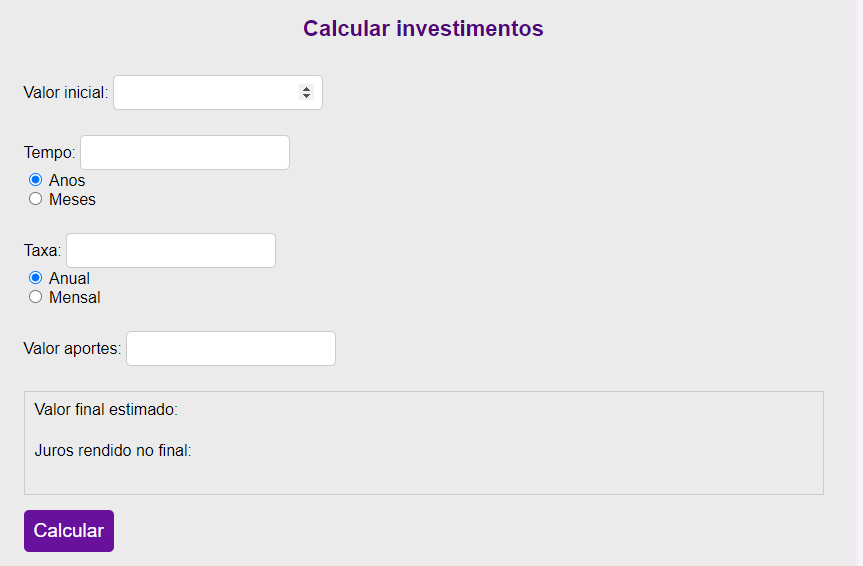 Calcular investimentos
Valor inicial:
Tempo:
Anos
Meses
Taxa:
Anual
Mensal
Valor aportes:
Valor final estimado:
Juros rendido no final:
Calcular